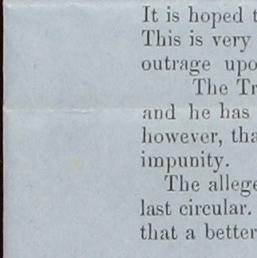 It is hoped t
This is very
outrage upo
The Tr
and he has
however, tha
impunity.
The allege
last circular.
that a better